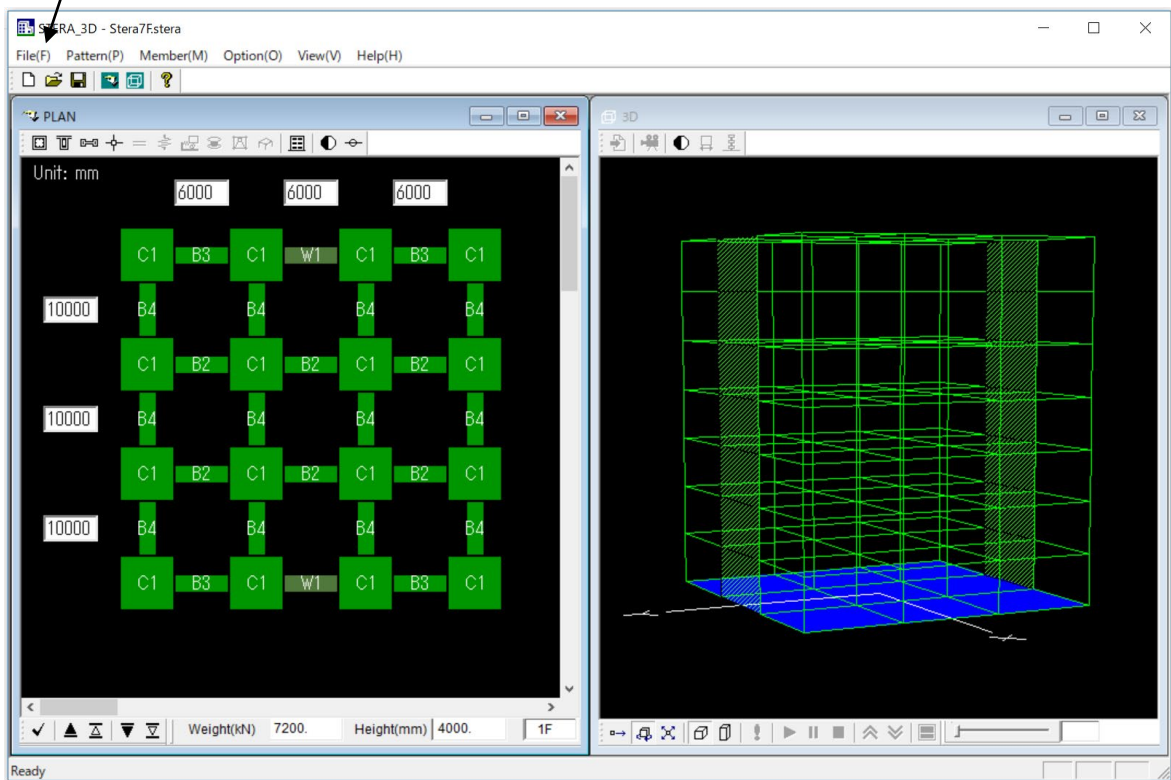 STERA_3D - Stera7F.stera
File(F) Pattern(P) Member(M) Option(O) View(V) Help(H)
PLAN
3D
Unit: mm
6000 6000 6000
C1 B3 C1 W1 C1 B3 C1
10000 B4 B4 B4 B4
C1 B2 C1 B2 C1 B2 C1
10000 B4 B4 B4 B4
C1 B2 C1 B2 C1 B2 C1
10000 B4 B4 B4 B4
C1 B3 C1 W1 C1 B3 C1
Weight(kN) 7200. Height(mm) 4000. 1F
Ready